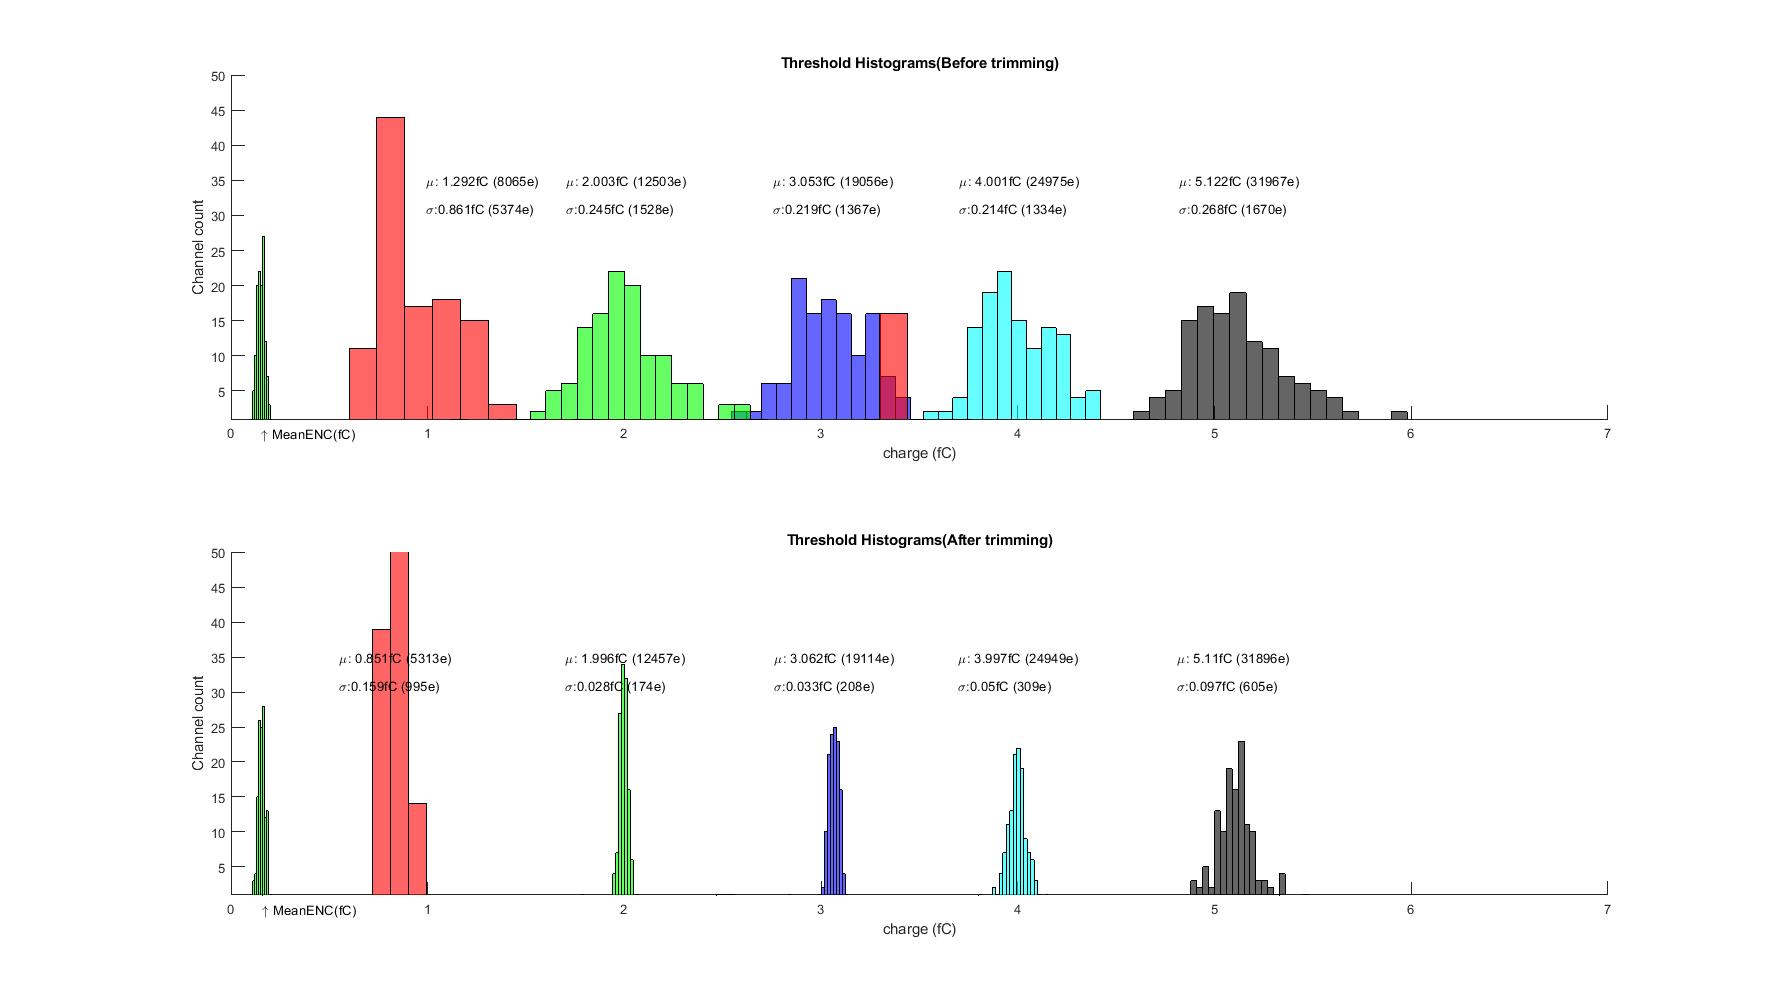 Threshold Histograms(Before trimming)
50
45
40
35
30
25
20
15
10
5
Channel count
μ: 1.292fC (8065e) μ: 2.003fC (12503e) μ: 3.053fC (19056e) μ: 4.001fC (24975e) μ: 5.122fC (31967e)
σ:0.861fC (5374e) σ:0.245fC (1528e) σ:0.219fC (1367e) σ:0.214fC (1334e) σ:0.268fC (1670e)
0 1 2 3 4 5 6 7
↑ MeanENC(fC)
charge (fC)
Threshold Histograms(After trimming)
50
45
40
35
30
25
20
15
10
5
Channel count
μ: 0.851fC (5313e) μ: 1.996fC (12457e) μ: 3.062fC (19114e) μ: 3.997fC (24949e) μ: 5.11fC (31896e)
σ:0.159fC (995e) σ:0.028fC (174e) σ:0.033fC (208e) σ:0.05fC (309e) σ:0.097fC (605e)
0 1 2 3 4 5 6 7
↑ MeanENC(fC)
charge (fC)